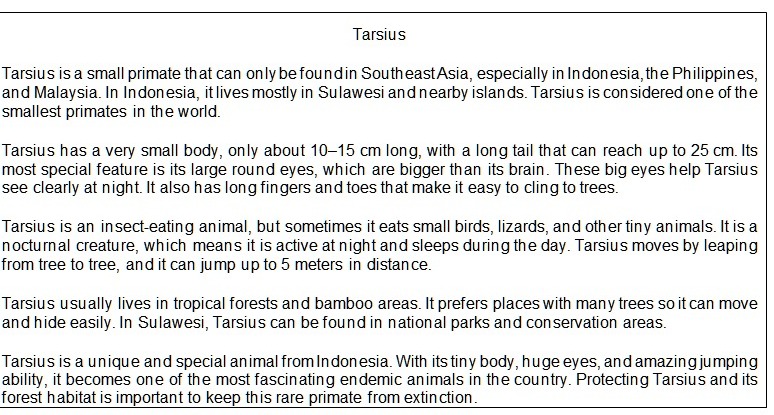 Tarsius
Tarsius is a small primate that can only be found in Southeast Asia, especially in Indonesia, the Philippines,
and Malaysia. In Indonesia, it lives mostly in Sulawesi and nearby islands. Tarsius is considered one of the
smallest primates in the world.
Tarsius has a very small body, only about 10–15 cm long, with a long tail that can reach up to 25 cm. Its
most special feature is its large round eyes, which are bigger than its brain. These big eyes help Tarsius
see clearly at night. It also has long fingers and toes that make it easy to cling to trees.
Tarsius is an insect-eating animal, but sometimes it eats small birds, lizards, and other tiny animals. It is a
nocturnal creature, which means it is active at night and sleeps during the day. Tarsius moves by leaping
from tree to tree, and it can jump up to 5 meters in distance.
Tarsius usually lives in tropical forests and bamboo areas. It prefers places with many trees so it can move
and hide easily. In Sulawesi, Tarsius can be found in national parks and conservation areas.
Tarsius is a unique and special animal from Indonesia. With its tiny body, huge eyes, and amazing jumping
ability, it becomes one of the most fascinating endemic animals in the country. Protecting Tarsius and its
forest habitat is important to keep this rare primate from extinction.